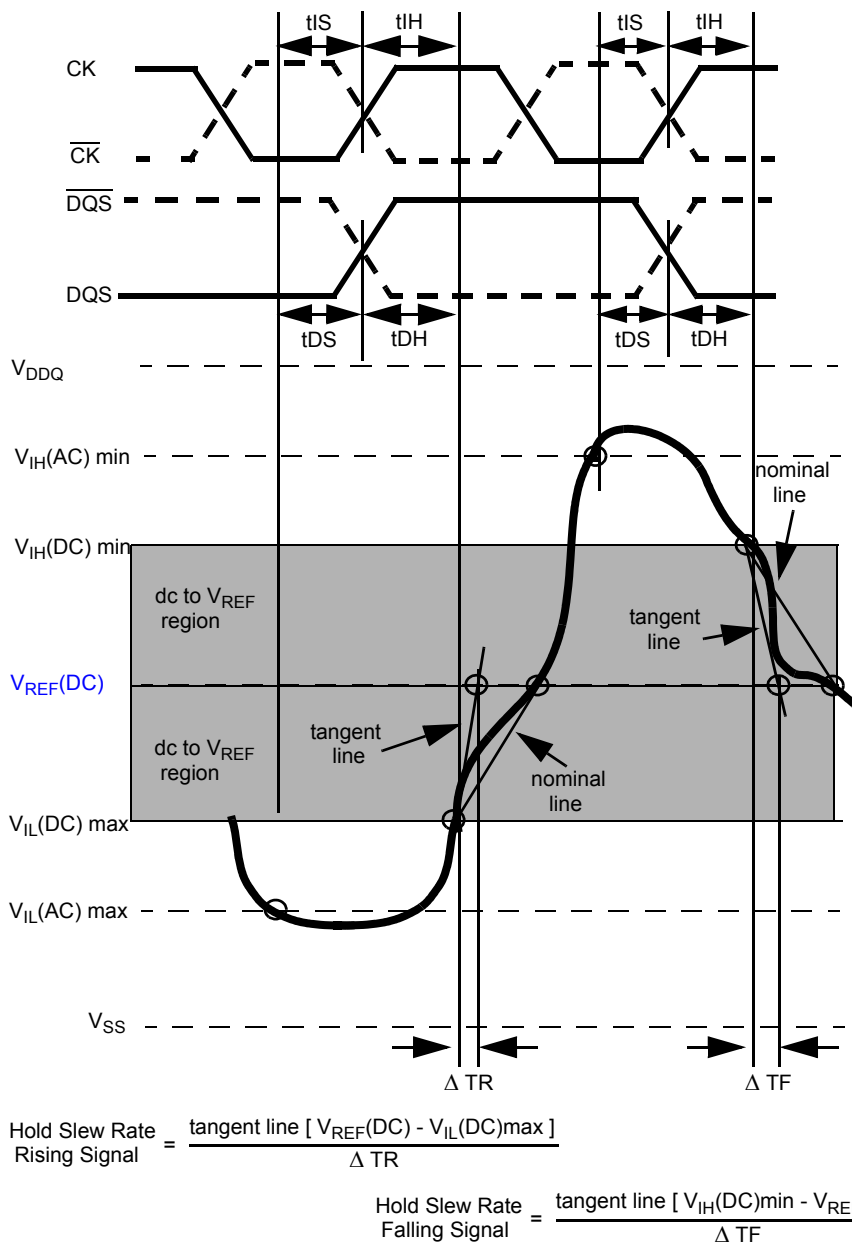 tIS tIH tIS tIH
CK
CK
DQS
DQS
tDS tDH tDS tDH
VDDQ
VIH(AC) min
nominal
line
VIH(DC) min
dc to VREF
region
tangent
line
VREF(DC)
tangent
line
dc to VREF
region
nominal
line
VIL(DC) max
VIL(AC) max
VSS
Δ TR Δ TF
Hold Slew Rate
Rising Signal = tangent line [ VREF(DC) - VIL(DC)max ]
Δ TR
Hold Slew Rate
Falling Signal = tangent line [ VIH(DC)min - VRE
Δ TF